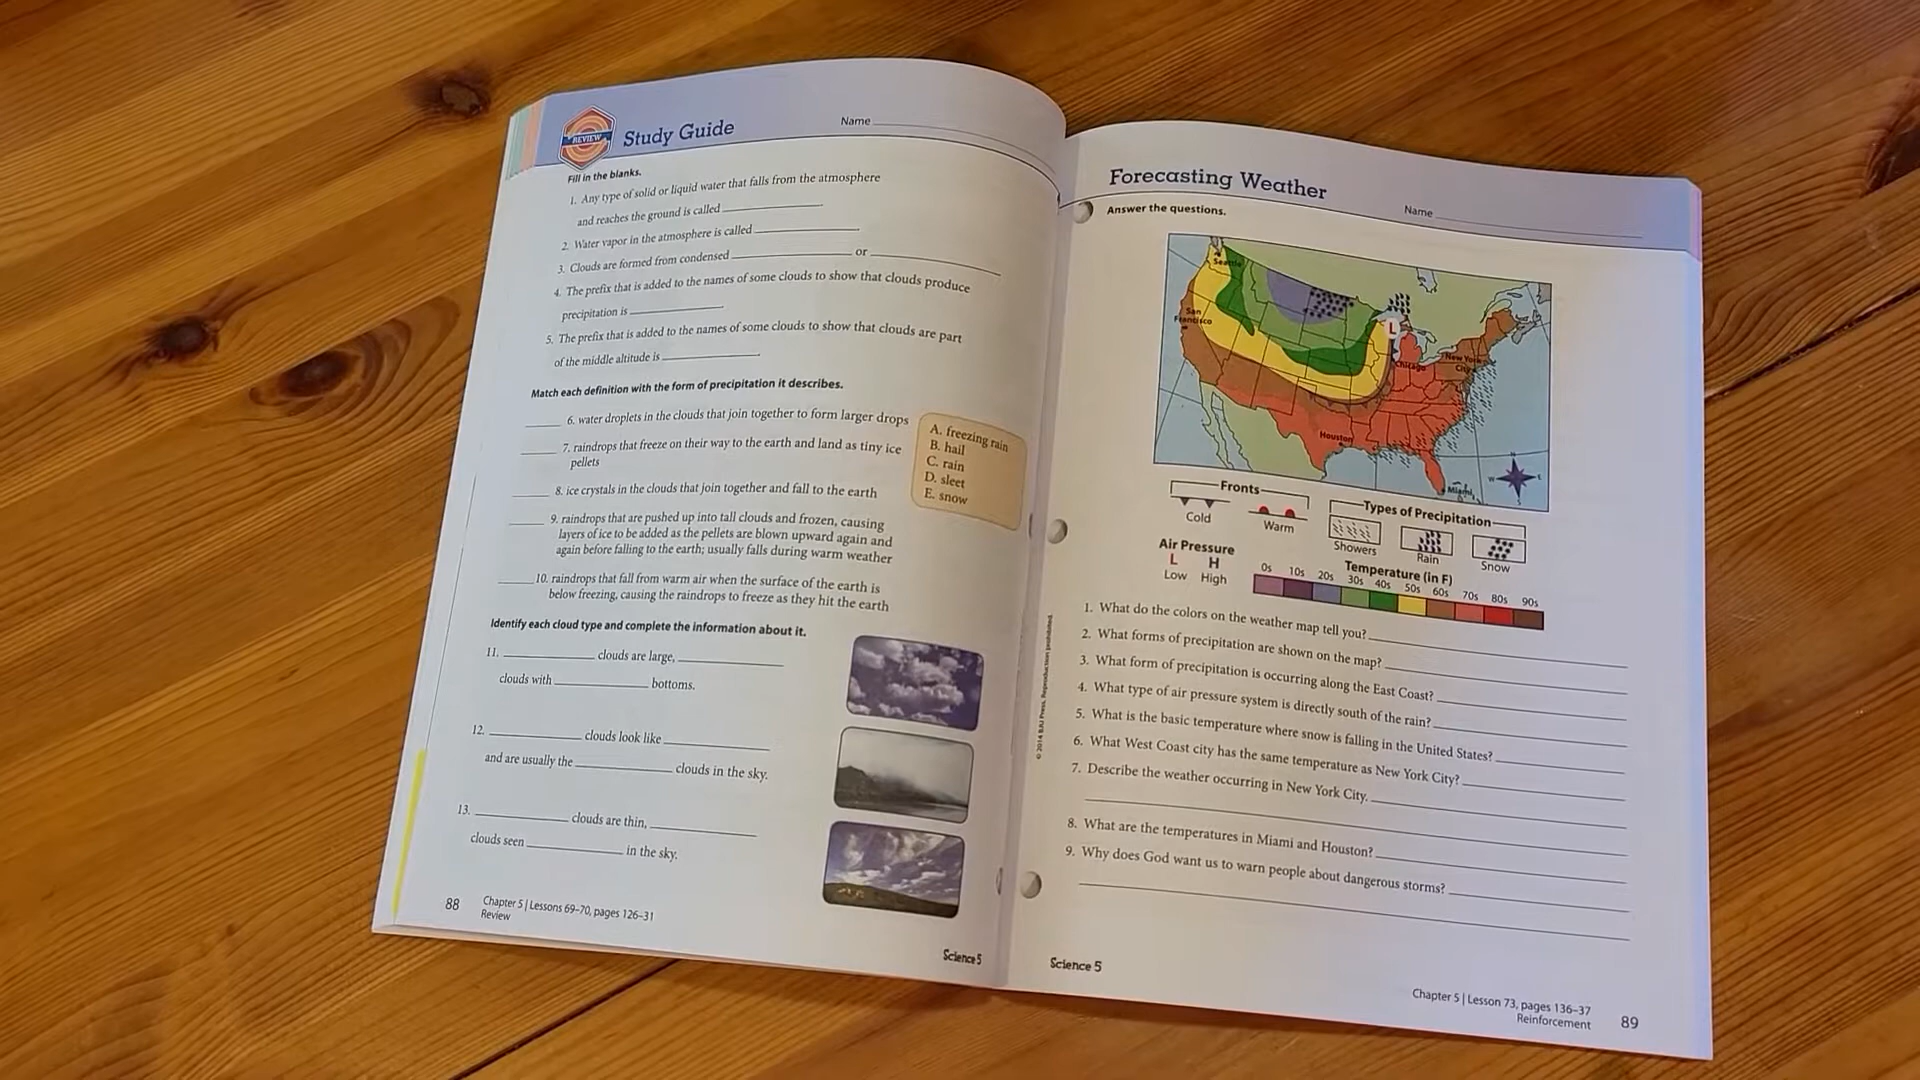 REVIEW
Study Guide
Name
Fill in the blanks.
1. Any type of solid or liquid water that falls from the atmosphere
and reaches the ground is called
2. Water vapor in the atmosphere is called
3. Clouds are formed from condensed or
4. The prefix that is added to the names of some clouds to show that clouds produce
precipitation is
5. The prefix that is added to the names of some clouds to show that clouds are part
of the middle altitude is
Match each definition with the form of precipitation it describes.
6. water droplets in the clouds that join together to form larger drops
7. raindrops that freeze on their way to the earth and land as tiny ice
pellets
8. ice crystals in the clouds that join together and fall to the earth
9. raindrops that are pushed up into tall clouds and frozen, causing
layers of ice to be added as the pellets are blown upward again and
again before falling to the earth; usually falls during warm weather
10. raindrops that fall from warm air when the surface of the earth is
below freezing, causing the raindrops to freeze as they hit the earth
A. freezing rain
B. hail
C. rain
D. sleet
E. snow
Identify each cloud type and complete the information about it.
11. clouds are large,
clouds with bottoms.
12. clouds look like
and are usually the clouds in the sky.
13. clouds are thin,
clouds seen in the sky.
88
Chapter 5 | Lessons 69–70, pages 126–31
Review
Science 5
Forecasting Weather
Name
Answer the questions.
Seattle
San
Francisco
L
Chicago
New York
City
Houston
Miami
N
W E
S
Fronts
Cold
Warm
Types of Precipitation
Showers
Rain
Snow
Air Pressure
L H
Low High
Temperature (in F)
0s 10s 20s 30s 40s 50s 60s 70s 80s 90s
1. What do the colors on the weather map tell you?
2. What forms of precipitation are shown on the map?
3. What form of precipitation is occurring along the East Coast?
4. What type of air pressure system is directly south of the rain?
5. What is the basic temperature where snow is falling in the United States?
6. What West Coast city has the same temperature as New York City?
7. Describe the weather occurring in New York City.
8. What are the temperatures in Miami and Houston?
9. Why does God want us to warn people about dangerous storms?
© 2014 BJU Press. Reproduction prohibited.
Science 5
Chapter 5 | Lesson 73, pages 136–37
Reinforcement
89